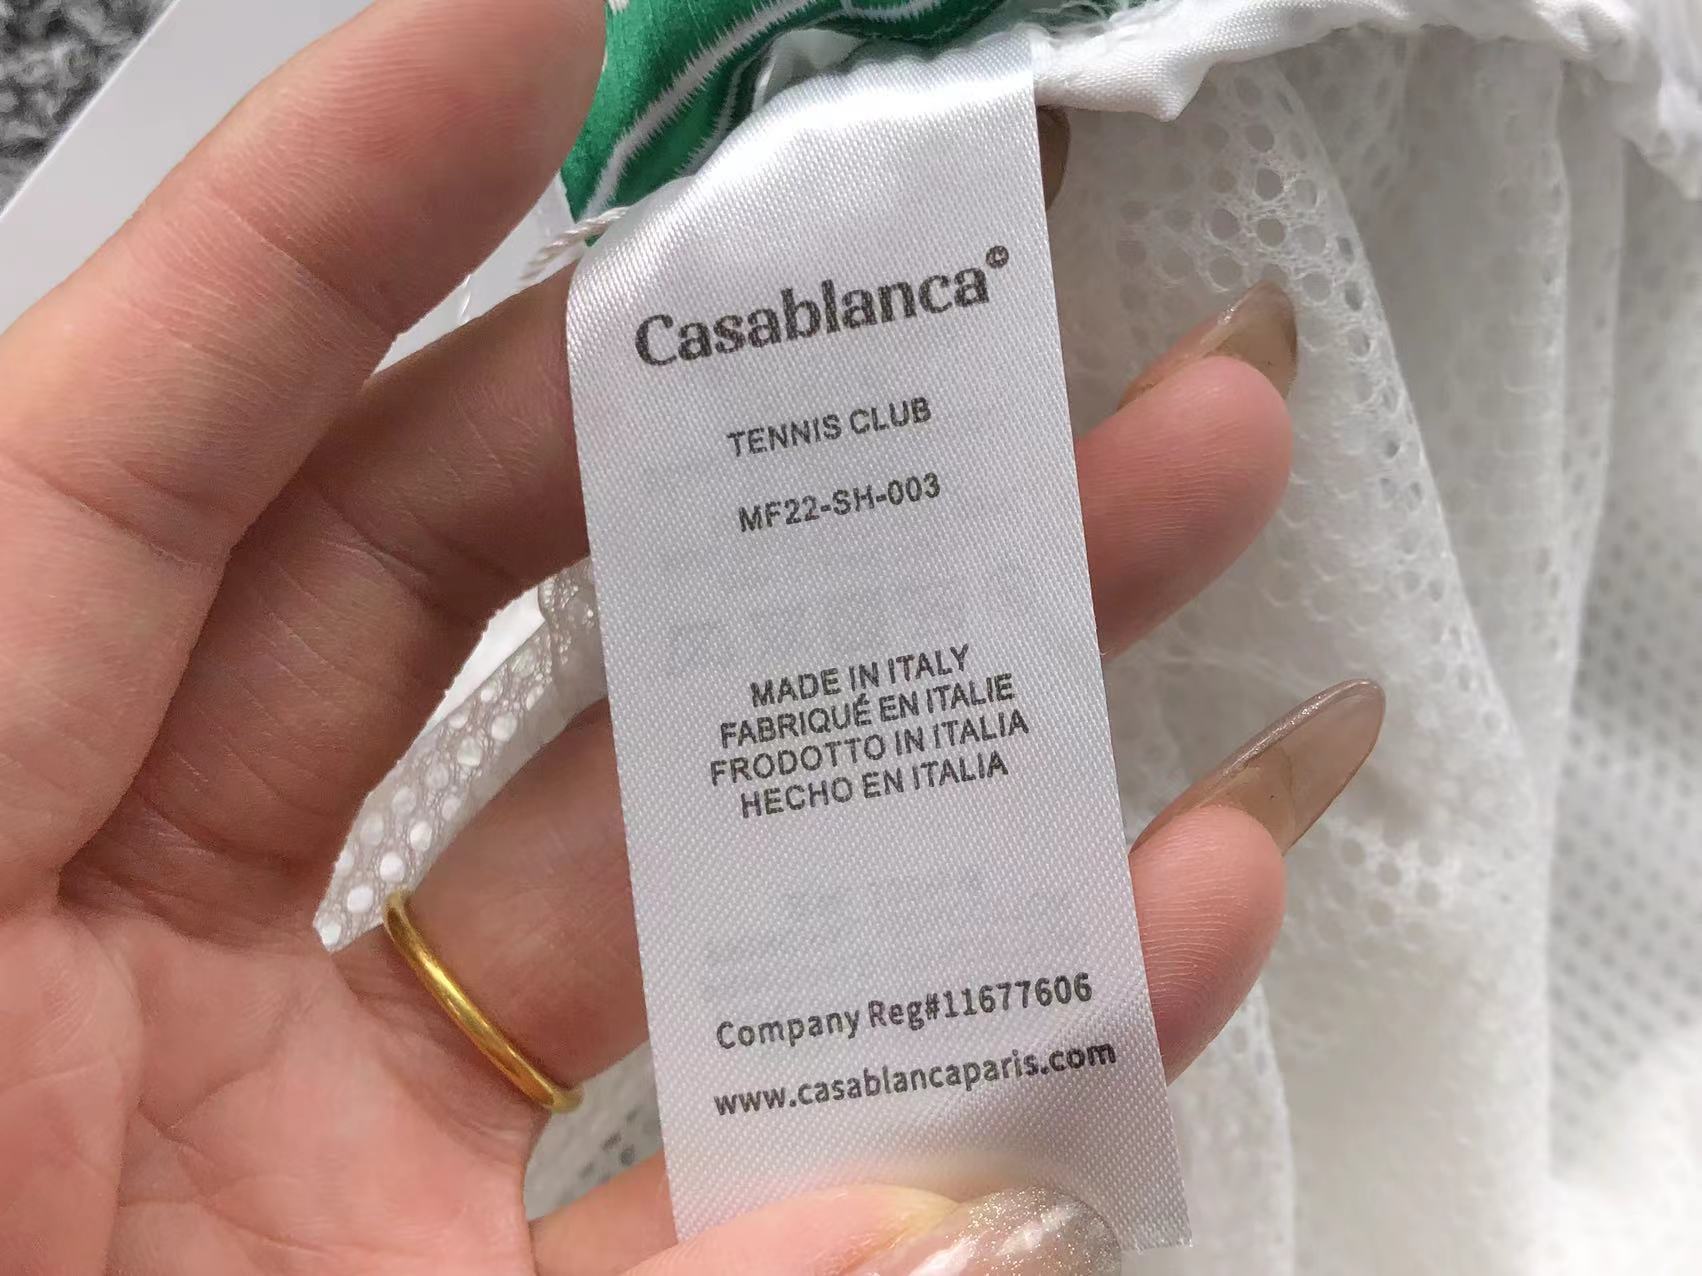 Casablanca©
TENNIS CLUB
MF22-SH-003
MADE IN ITALY
FABRIQUÉ EN ITALIE
FRODOTTO IN ITALIA
HECHO EN ITALIA
Company Reg#11677606
www.casablancaparis.com